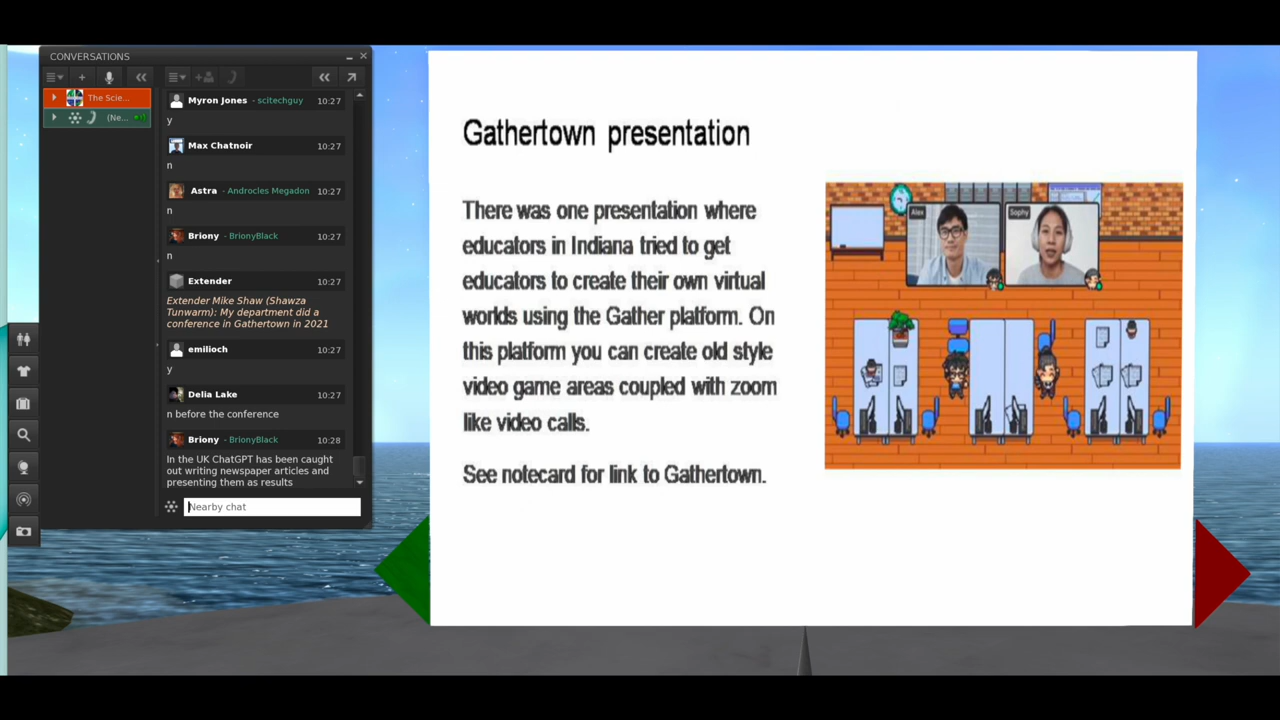 CONVERSATIONS
The Scie...
(Ne...
Myron Jones - scitechguy 10:27
y
Max Chatnoir 10:27
n
Astra - Androcles Megadon 10:27
n
Briony - BrionyBlack 10:27
n
Extender 10:27
Extender Mike Shaw (Shawza
Tunwarm): My department did a
conference in Gathertown in 2021
emilioch 10:27
y
Delia Lake 10:27
n before the conference
Briony - BrionyBlack 10:28
In the UK ChatGPT has been caught
out writing newspaper articles and
presenting them as results
Nearby chat
Gathertown presentation
There was one presentation where
educators in Indiana tried to get
educators to create their own virtual
worlds using the Gather platform. On
this platform you can create old style
video game areas coupled with zoom
like video calls.
See notecard for link to Gathertown.
Alex
Sophy